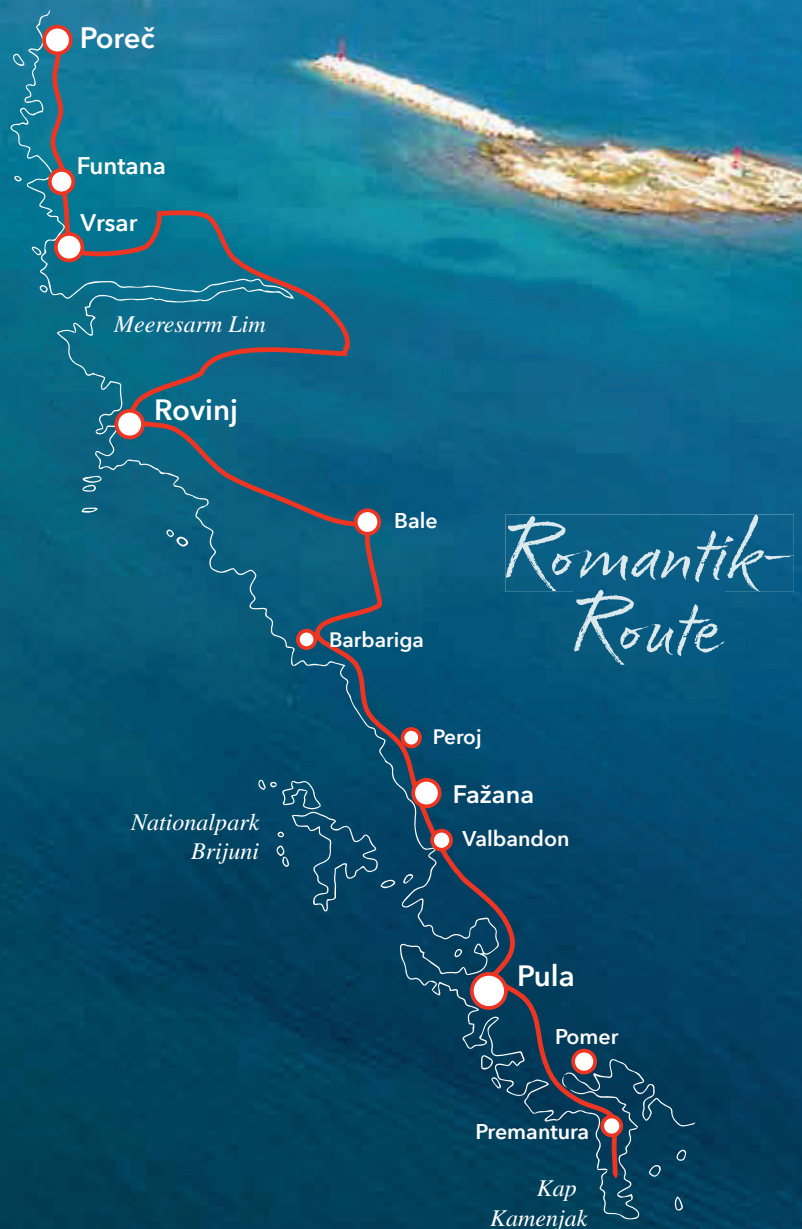 Poreč
Funtana
Vrsar
Meeresarm Lim
Rovinj
Bale
Romantik-
Route
Barbariga
Peroj
Fažana
Nationalpark
Brijuni
Valbandon
Pula
Pomer
Premantura
Kap
Kamenjak